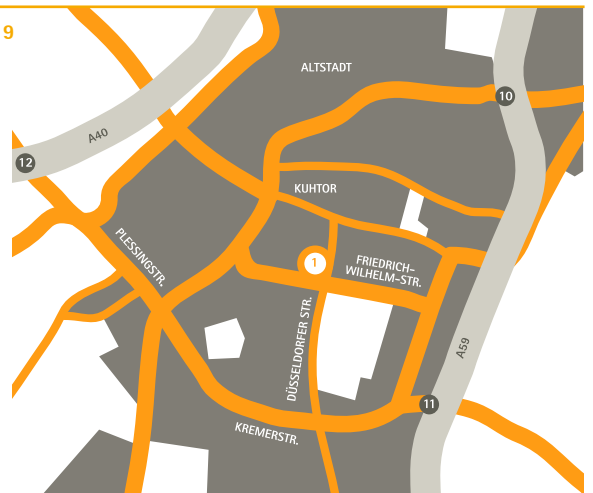 9
ALTSTADT
10
A40
12
KUHTOR
PLESSINGSTR.
1
FRIEDRICH-
WILHELM-STR.
DÜSSELDORFER STR.
A59
11
KREMERSTR.